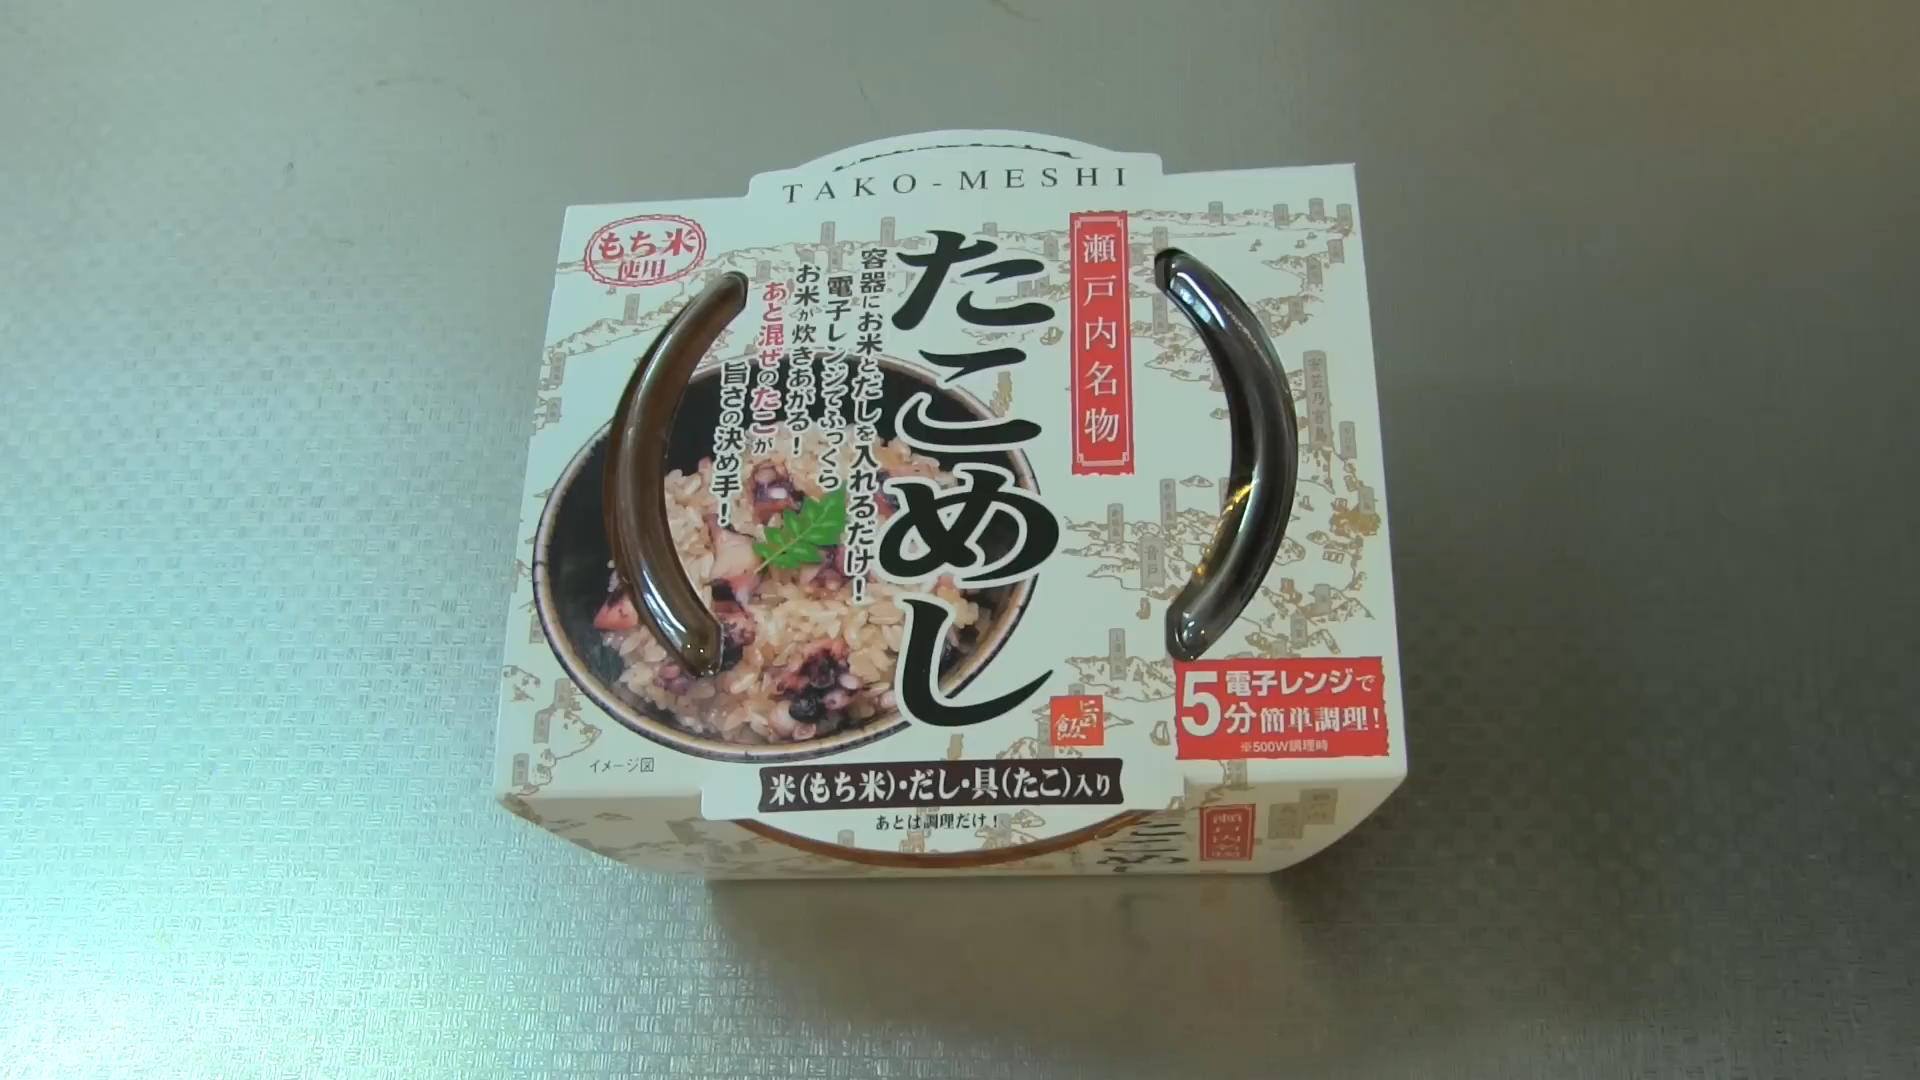 TAKO-MESHI
もち米
使用
瀬戸内名物
たこめし
容器にお米とだしを入れるだけ！
電子レンジでふっくら
お米が炊きあがる！
あと混ぜのたこが
旨さの決め手！
旨飯
電子レンジで
5分簡単調理！
※500W調理時
イメージ図
米(もち米)・だし・具(たこ)入り
あとは調理だけ！